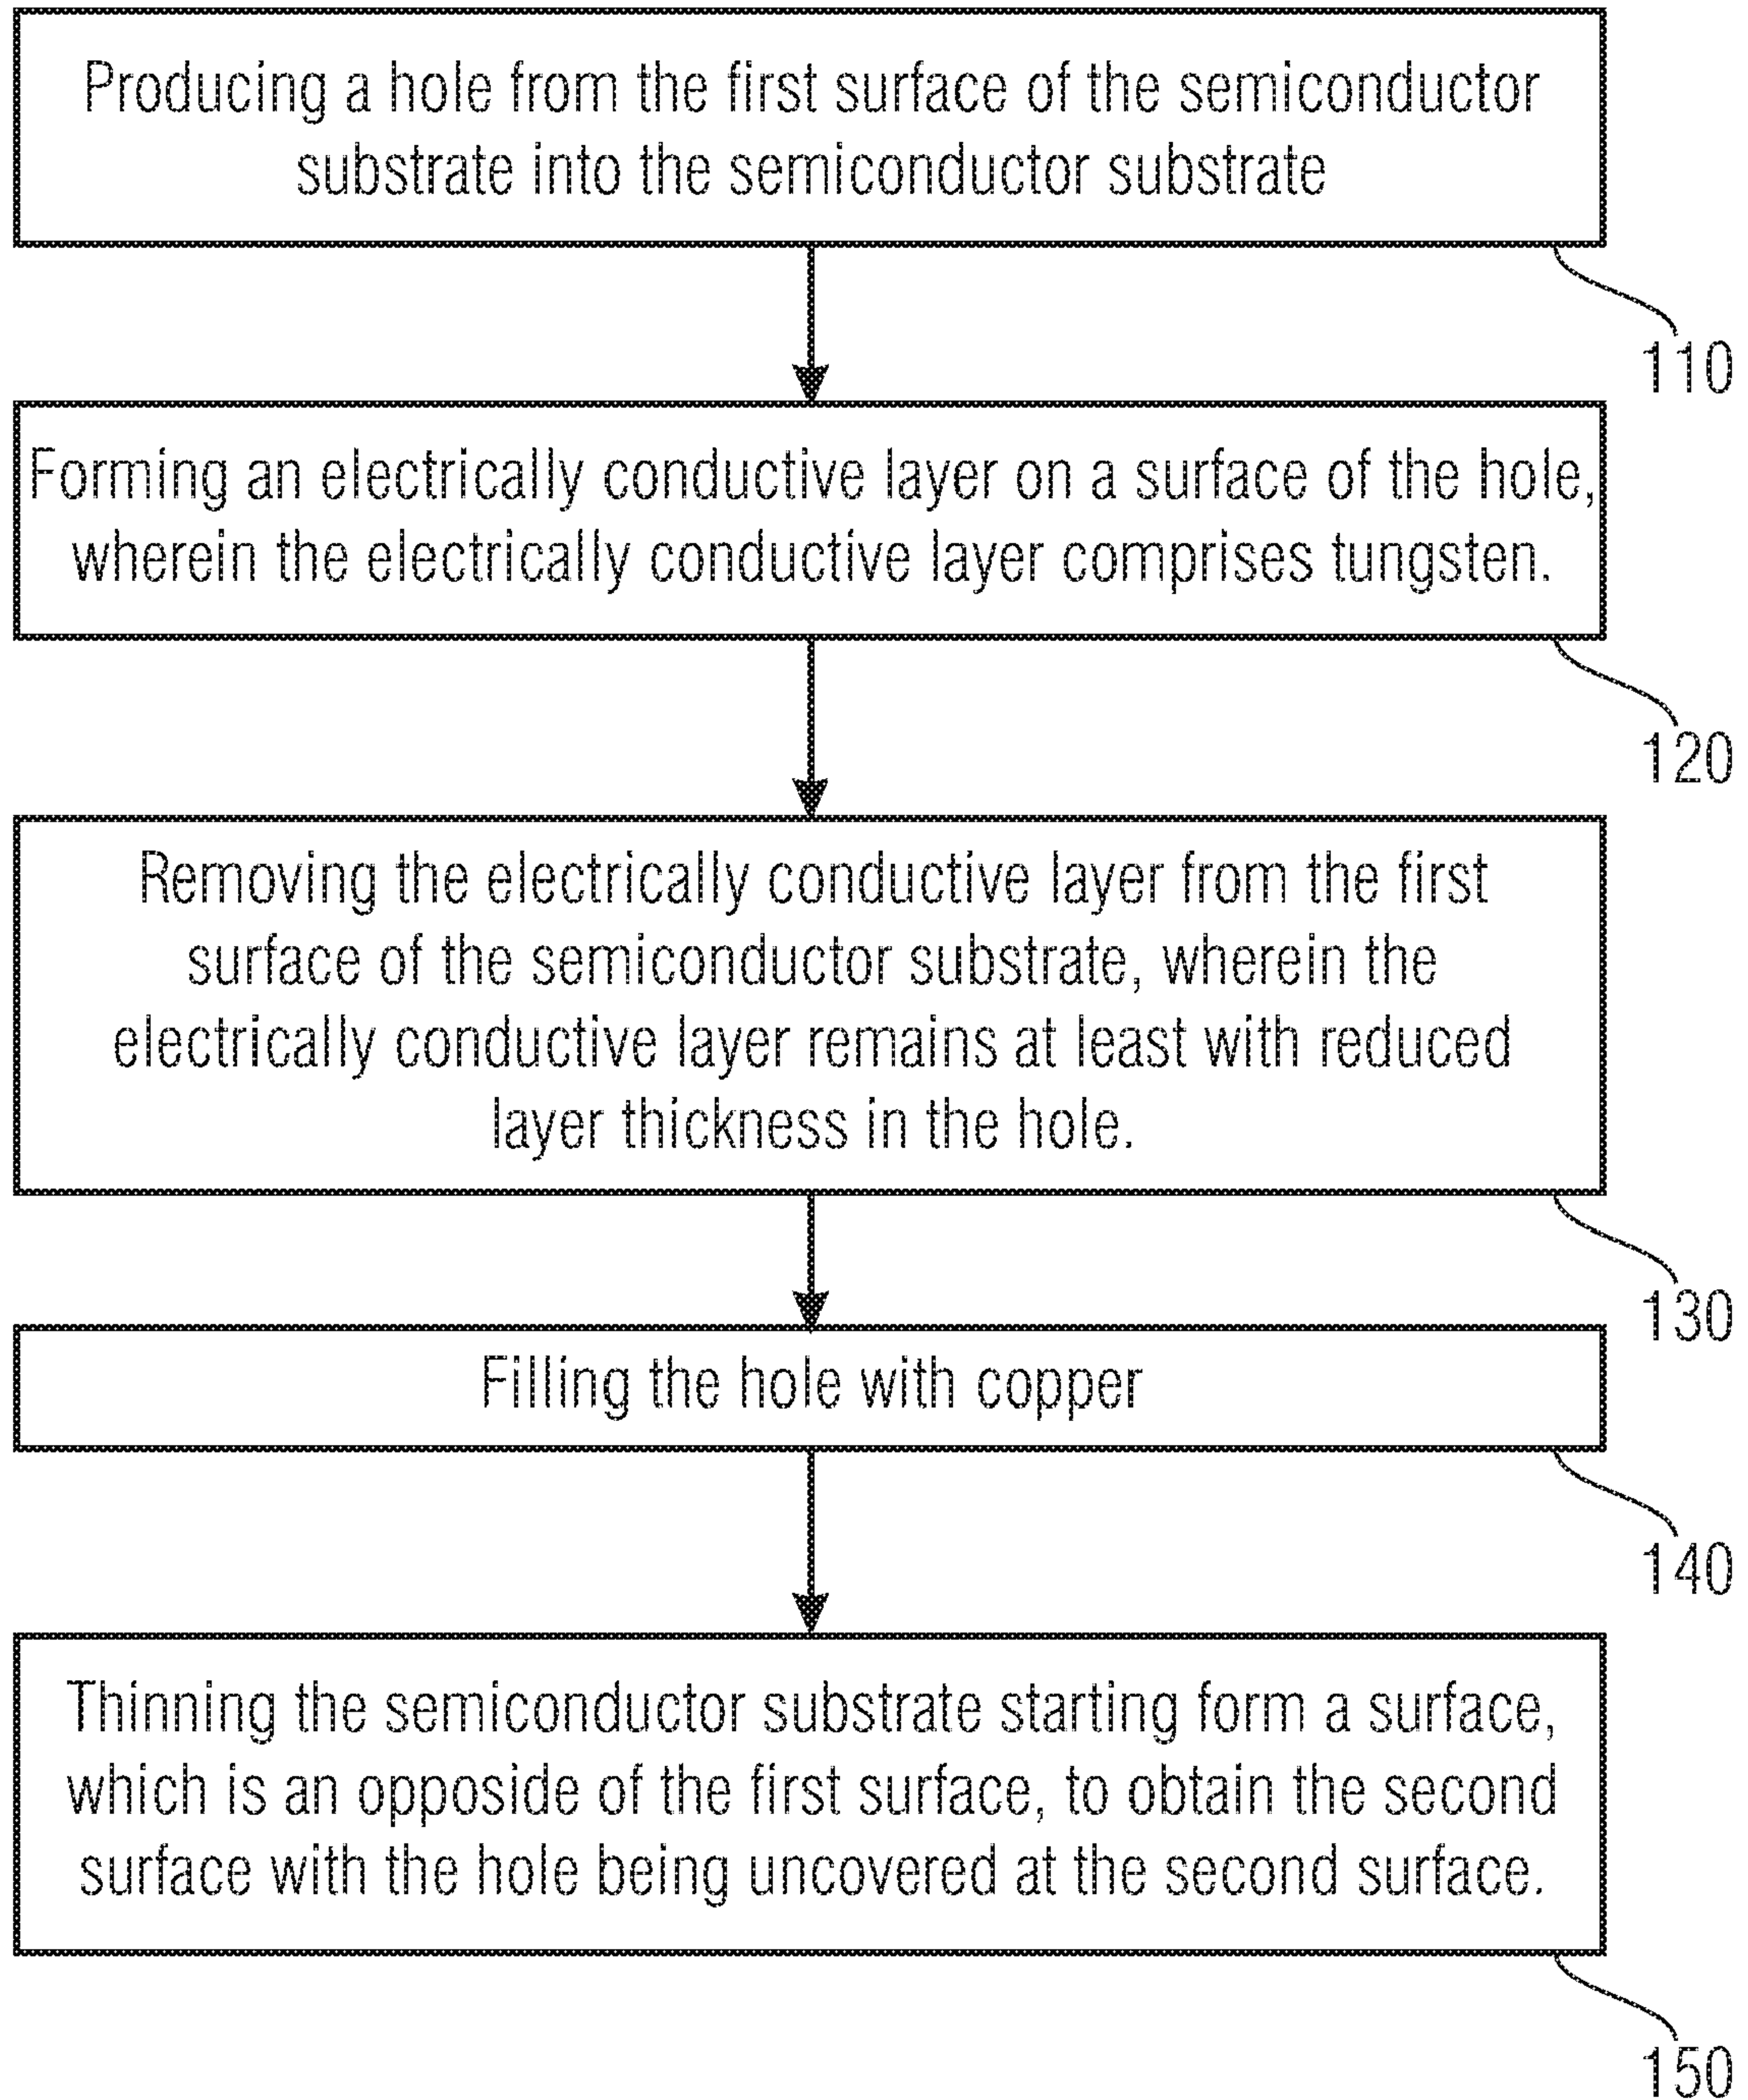 Producing a hole from the first surface of the semiconductor
substrate into the semiconductor substrate
110
Forming an electrically conductive layer on a surface of the hole,
wherein the electrically conductive layer comprises tungsten.
120
Removing the electrically conductive layer from the first
surface of the semiconductor substrate, wherein the
electrically conductive layer remains at least with reduced
layer thickness in the hole.
130
Filling the hole with copper
140
Thinning the semiconductor substrate starting form a surface,
which is an opposide of the first surface, to obtain the second
surface with the hole being uncovered at the second surface.
150